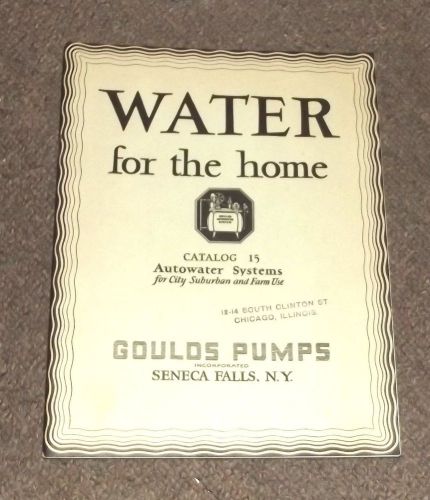 WATER
for the home
CATALOG 15
Autowater Systems
for City Suburban and Farm Use
12-14 SOUTH CLINTON ST
CHICAGO, ILLINOIS.
GOULDS PUMPS
INCORPORATED
SENECA FALLS, N.Y.